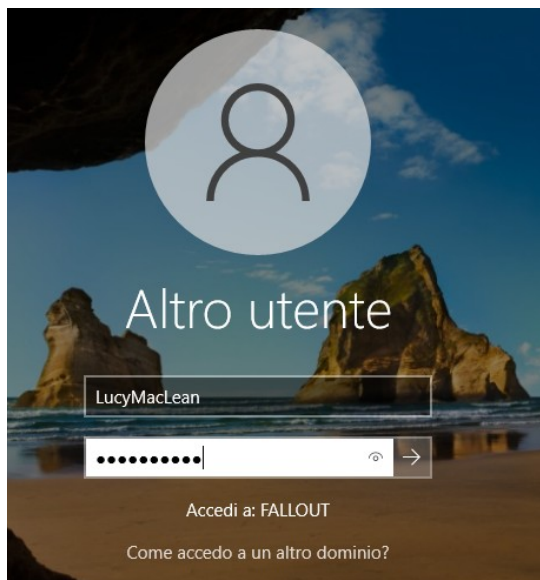 Altro utente
LucyMacLean
••••••••••
Accedi a: FALLOUT
Come accedo a un altro dominio?